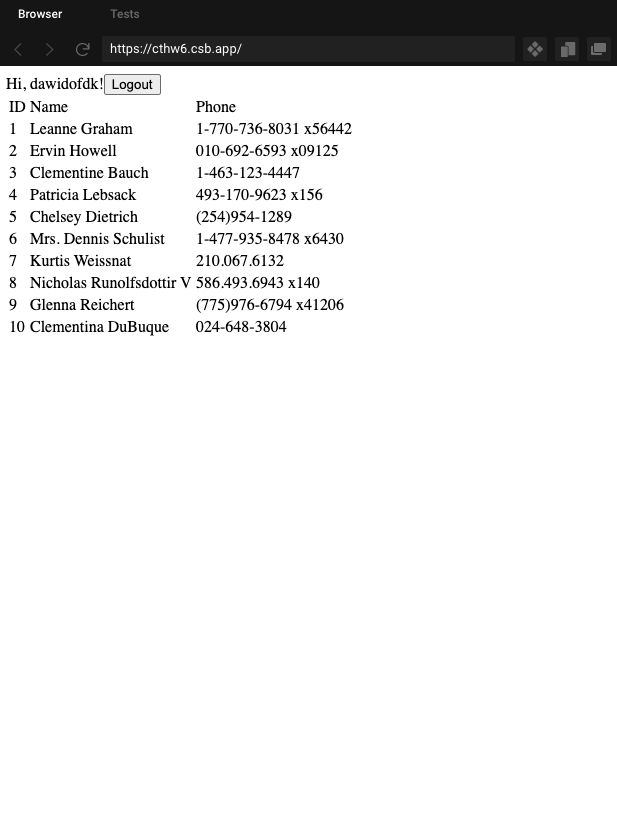 Browser Tests
https://cthw6.csb.app/
Hi, dawidofdk! Logout
ID Name Phone
1 Leanne Graham 1-770-736-8031 x56442
2 Ervin Howell 010-692-6593 x09125
3 Clementine Bauch 1-463-123-4447
4 Patricia Lebsack 493-170-9623 x156
5 Chelsey Dietrich (254)954-1289
6 Mrs. Dennis Schulist 1-477-935-8478 x6430
7 Kurtis Weissnat 210.067.6132
8 Nicholas Runolfsdottir V 586.493.6943 x140
9 Glenna Reichert (775)976-6794 x41206
10 Clementina DuBuque 024-648-3804